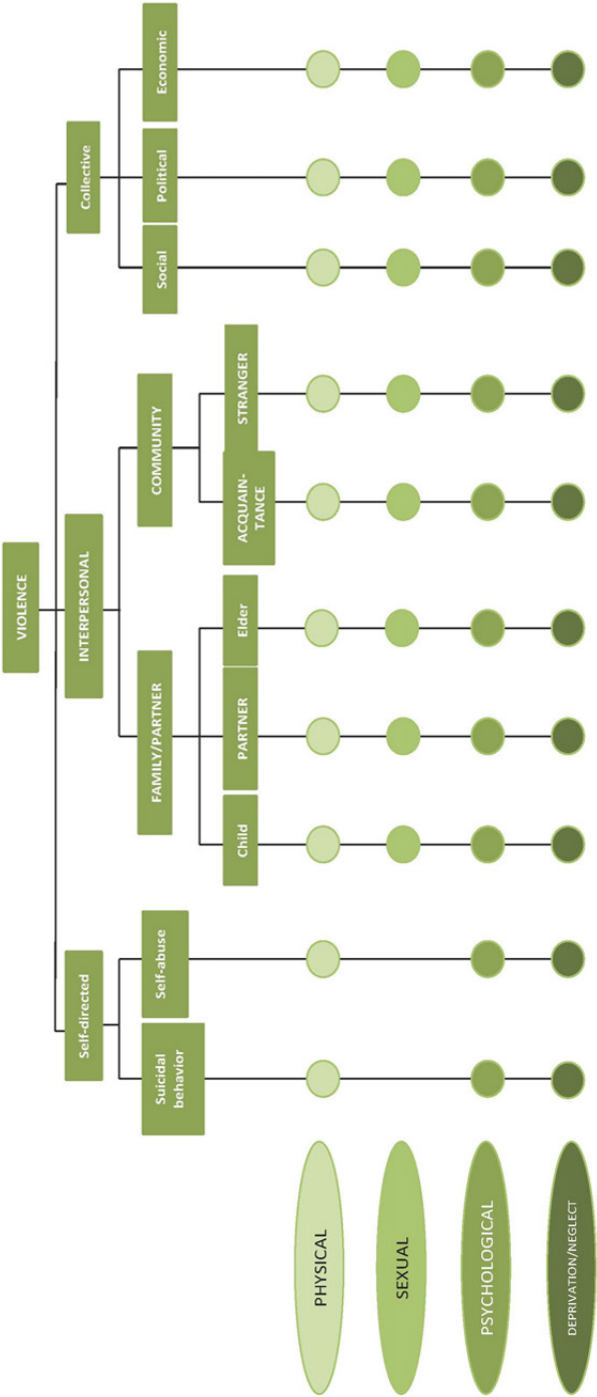 VIOLENCE
Self-directed
INTERPERSONAL
Collective
Suicidal
behavior
Self-abuse
FAMILY/PARTNER
COMMUNITY
Social
Political
Economic
Child
PARTNER
Elder
ACQUAIN-
TANCE
STRANGER
PHYSICAL
SEXUAL
PSYCHOLOGICAL
DEPRIVATION/NEGLECT